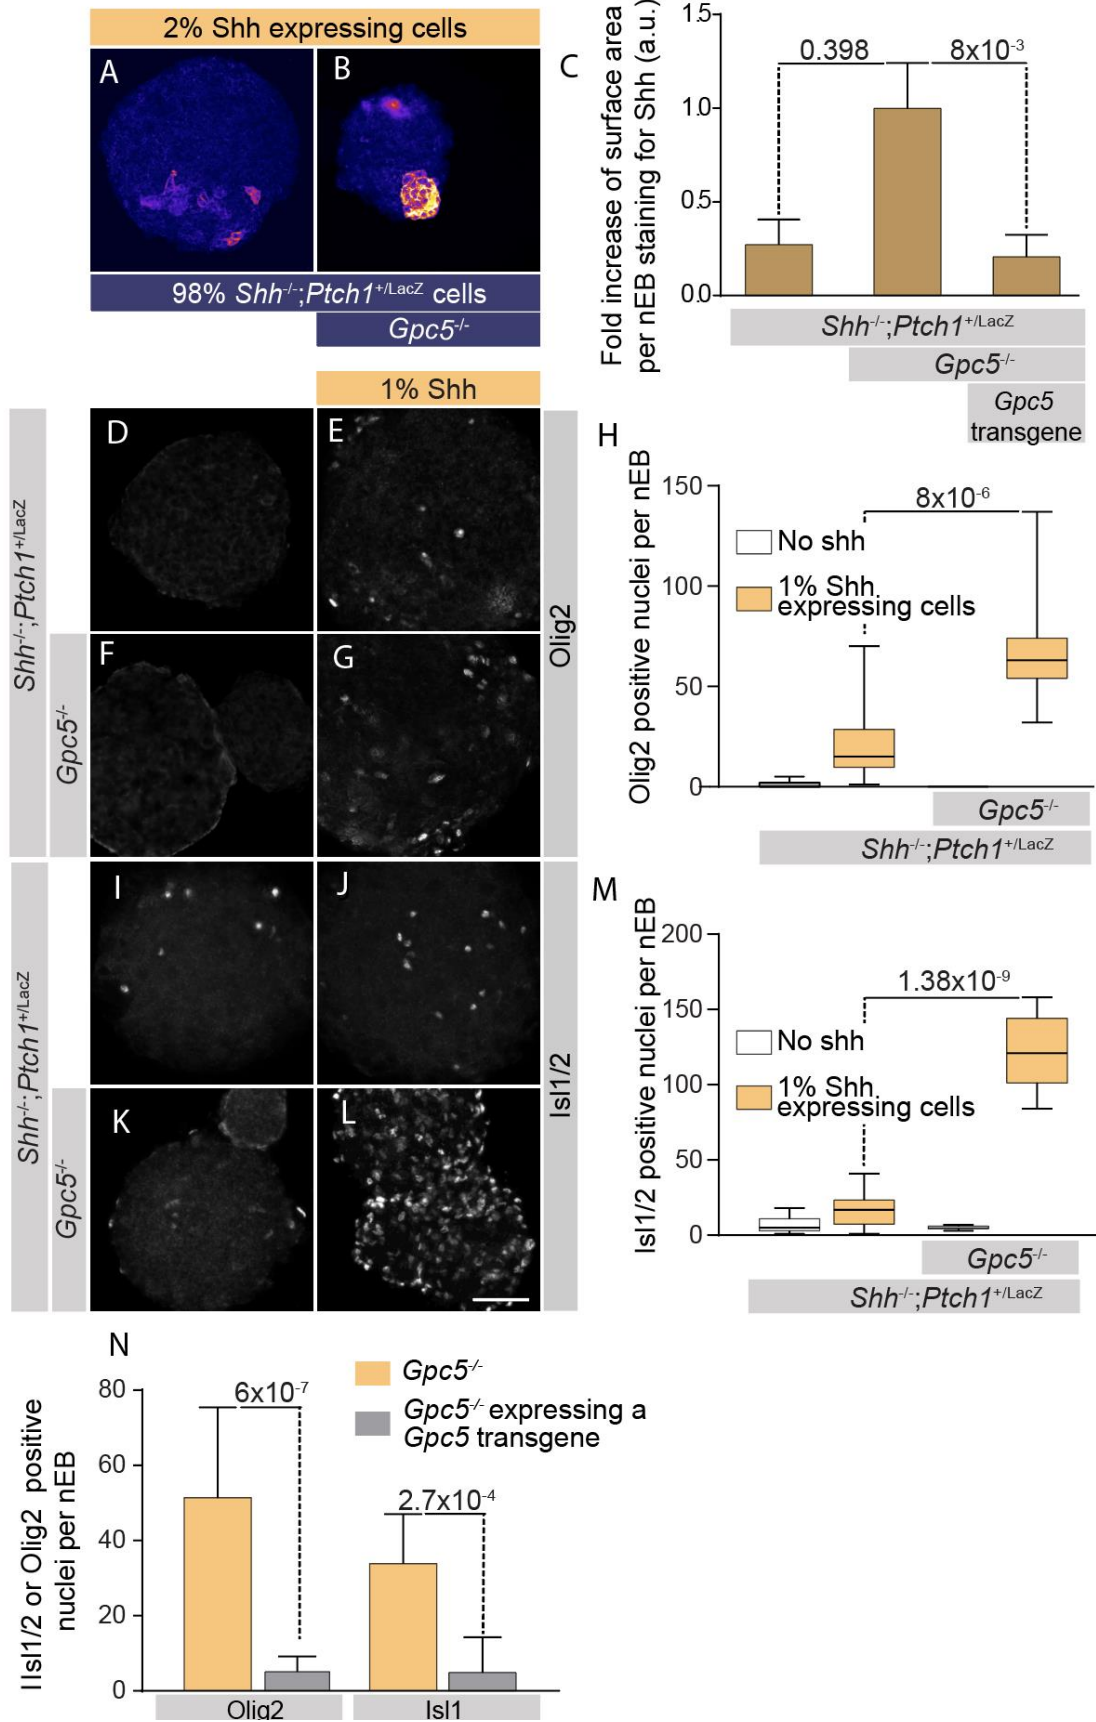 2% Shh expressing cells
A
B
98% Shh-/-;Ptch1+/LacZ cells
Gpc5-/-
C
Fold increase of surface area
per nEB staining for Shh (a.u.)
1.5
1.0
0.5
0.0
0.398
8x10-3
Shh-/-;Ptch1+/LacZ
Gpc5-/-
Gpc5
transgene
1% Shh
D
E
F
G
Shh-/-;Ptch1+/LacZ
Gpc5-/-
Olig2
H
Olig2 positive nuclei per nEB
150
100
50
0
8x10-6
No shh
1% Shh
expressing cells
Gpc5-/-
Shh-/-;Ptch1+/LacZ
I
J
K
L
Shh-/-;Ptch1+/LacZ
Gpc5-/-
Isl1/2
M
Isl1/2 positive nuclei per nEB
200
150
100
50
0
1.38x10-9
No shh
1% Shh
expressing cells
Gpc5-/-
Shh-/-;Ptch1+/LacZ
N
IIsl1/2 or Olig2 positive
nuclei per nEB
80
60
40
20
0
6x10-7
2.7x10-4
Gpc5-/-
Gpc5-/- expressing a
Gpc5 transgene
Olig2
Isl1